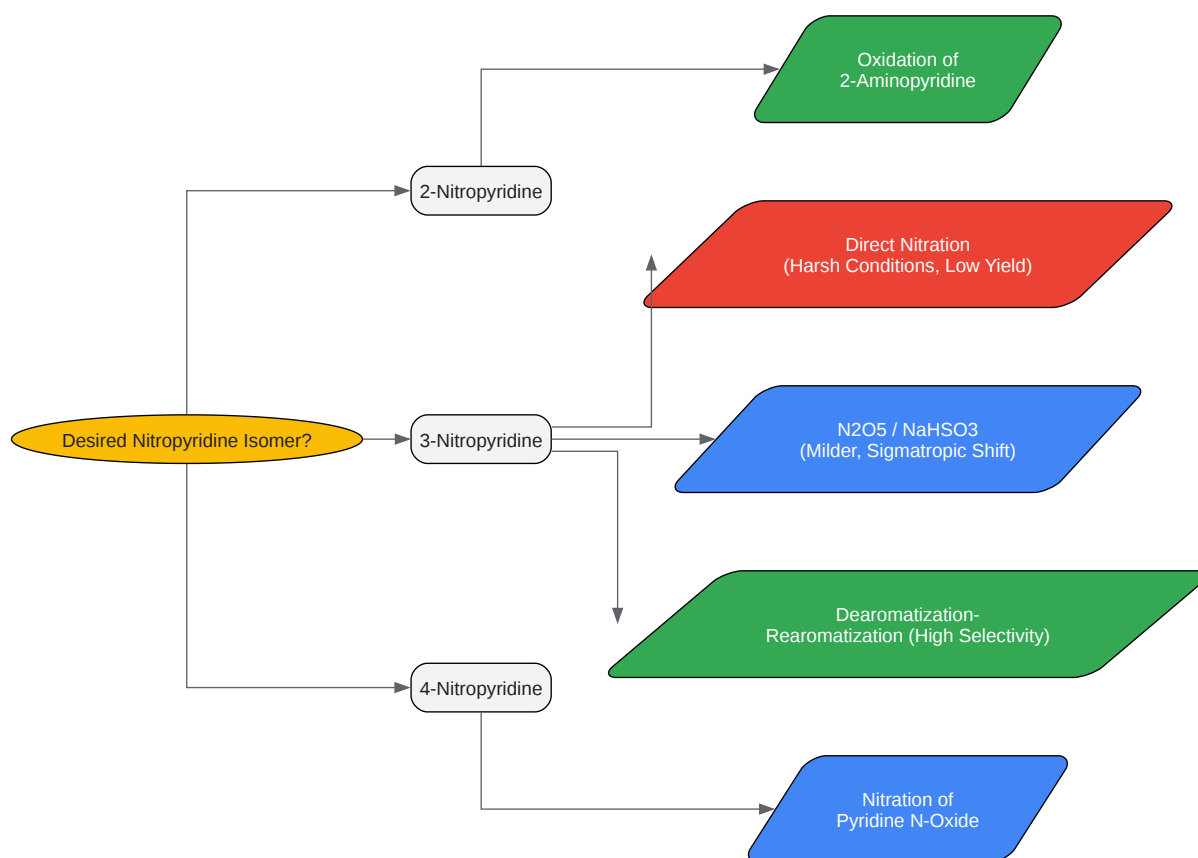 Oxidation of
2-Aminopyridine
2-Nitropyridine
Direct Nitration
(Harsh Conditions, Low Yield)
Desired Nitropyridine Isomer?
3-Nitropyridine
N2O5 / NaHSO3
(Milder, Sigmatropic Shift)
Dearomatization-
Rearomatization (High Selectivity)
4-Nitropyridine
Nitration of
Pyridine N-Oxide